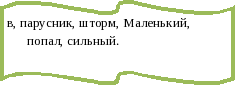 в, парусник, шторм, Маленький,
попал, сильный.